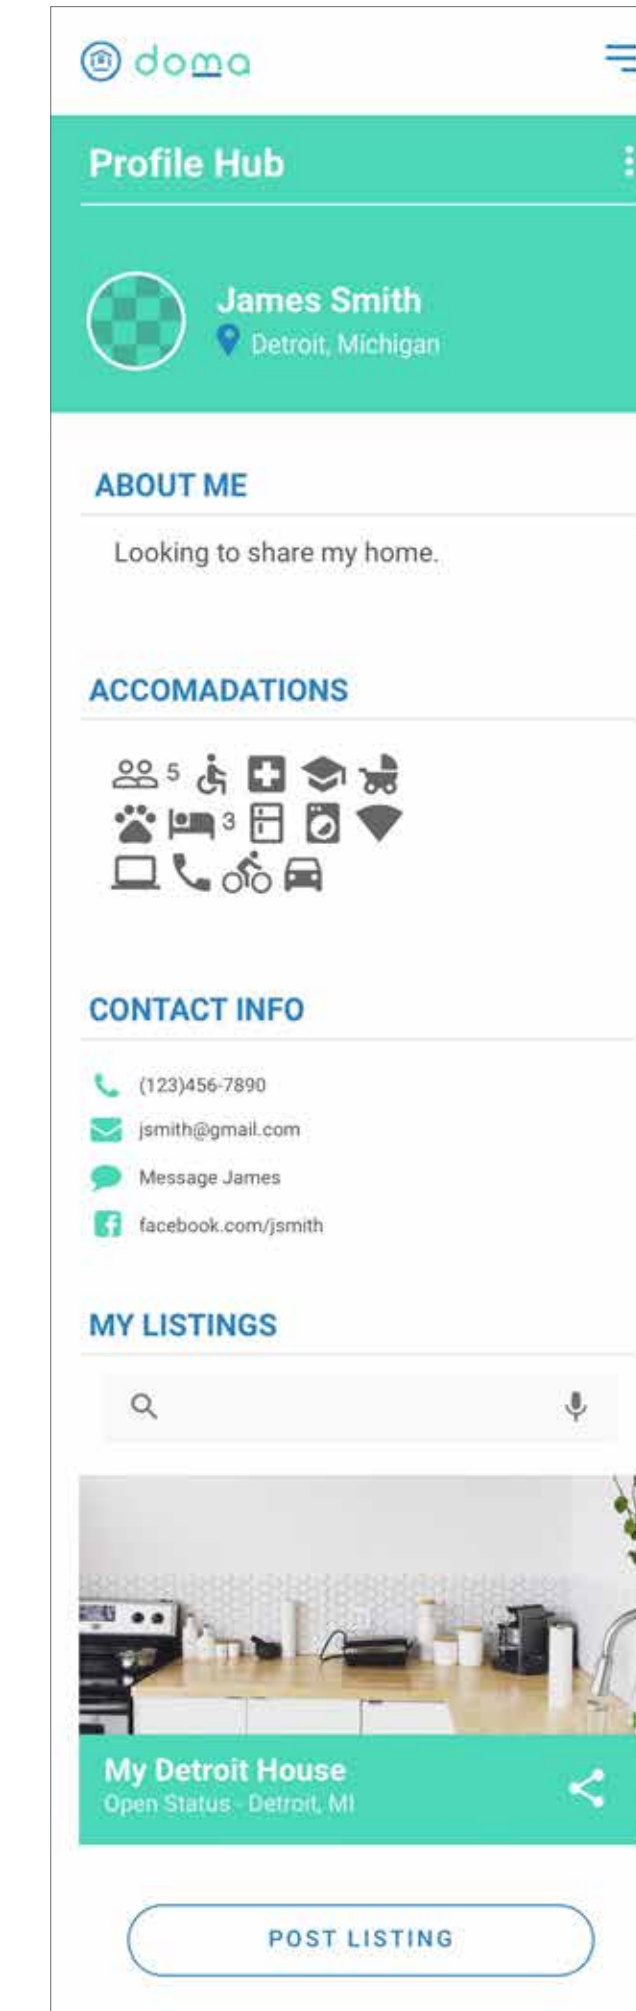 doma
Profile Hub
James Smith
Detroit, Michigan
ABOUT ME
Looking to share my home.
ACCOMADATIONS
5
3
CONTACT INFO
(123)456-7890
jsmith@gmail.com
Message James
facebook.com/jsmith
MY LISTINGS
My Detroit House
Open Status - Detroit, MI
POST LISTING